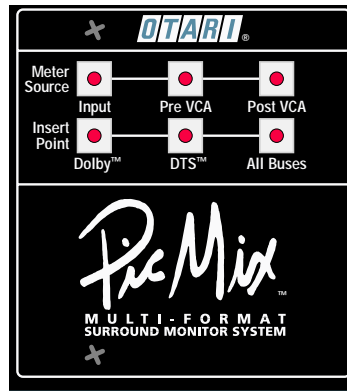 OTARI®
Meter Source
Input Pre VCA Post VCA
Insert Point
Dolby™ DTS™ All Buses
PicMix™
MULTI-FORMAT
SURROUND MONITOR SYSTEM